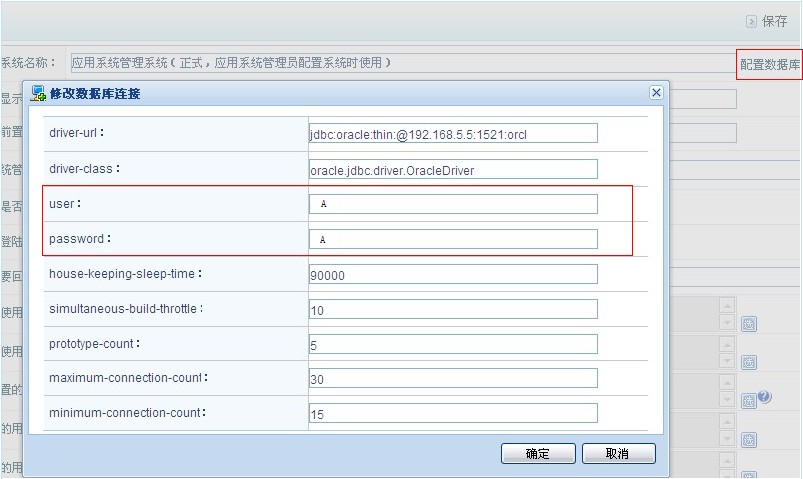 保存
系统名称： 应用系统管理系统（正式，应用系统管理员配置系统时使用） 配置数据库
显示
前置
统管
是否
登陆
要回
使用
使用
置的
的用
的用
修改数据库连接
driver-url： jdbc:oracle:thin:@192.168.5.5:1521:orcl
driver-class： oracle.jdbc.driver.OracleDriver
user： A
password： A
house-keeping-sleep-time： 90000
simultaneous-build-throttle： 10
prototype-count： 5
maximum-connection-count： 30
minimum-connection-count： 15
确定 取消